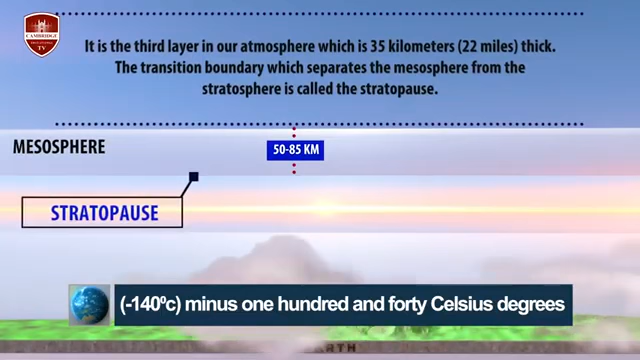 CAMBRIDGE
TV
It is the third layer in our atmosphere which is 35 kilometers (22 miles) thick.
The transition boundary which separates the mesosphere from the
stratosphere is called the stratopause.
MESOSPHERE
50-85 KM
STRATOPAUSE
(-140ºc) minus one hundred and forty Celsius degrees